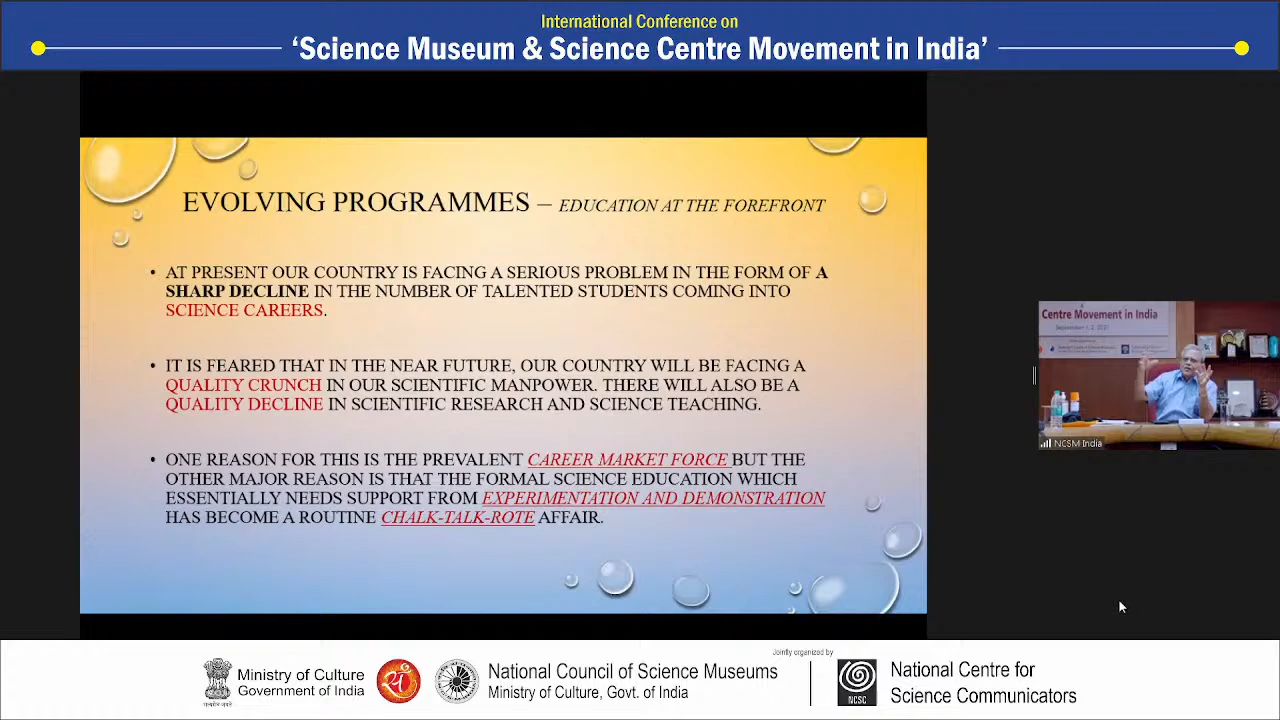 International Conference on
‘Science Museum & Science Centre Movement in India’
EVOLVING PROGRAMMES – EDUCATION AT THE FOREFRONT
• AT PRESENT OUR COUNTRY IS FACING A SERIOUS PROBLEM IN THE FORM OF A
SHARP DECLINE IN THE NUMBER OF TALENTED STUDENTS COMING INTO
SCIENCE CAREERS.
• IT IS FEARED THAT IN THE NEAR FUTURE, OUR COUNTRY WILL BE FACING A
QUALITY CRUNCH IN OUR SCIENTIFIC MANPOWER. THERE WILL ALSO BE A
QUALITY DECLINE IN SCIENTIFIC RESEARCH AND SCIENCE TEACHING.
• ONE REASON FOR THIS IS THE PREVALENT CAREER MARKET FORCE BUT THE
OTHER MAJOR REASON IS THAT THE FORMAL SCIENCE EDUCATION WHICH
ESSENTIALLY NEEDS SUPPORT FROM EXPERIMENTATION AND DEMONSTRATION
HAS BECOME A ROUTINE CHALK-TALK-ROTE AFFAIR.
Centre Movement in India
NCSM India
Jointly organized by
Ministry of Culture
Government of India
सत्यमेव जयते
National Council of Science Museums
Ministry of Culture, Govt. of India
NCSC
National Centre for
Science Communicators